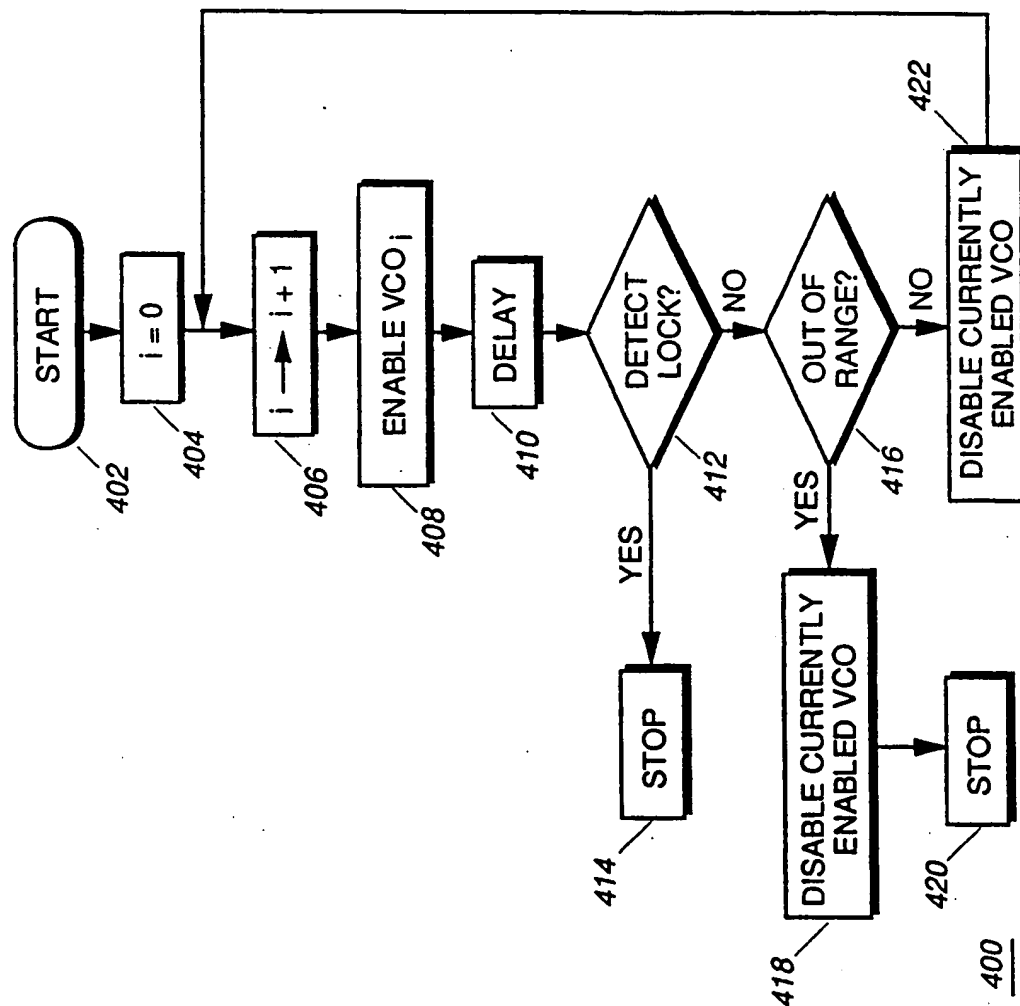 START
402
i = 0
404
i → i + 1
406
ENABLE VCO i
408
DELAY
410
DETECT
LOCK?
412
YES
NO
STOP
414
OUT OF
RANGE?
416
YES
NO
DISABLE CURRENTLY
ENABLED VCO
418
STOP
420
DISABLE CURRENTLY
ENABLED VCO
422
400